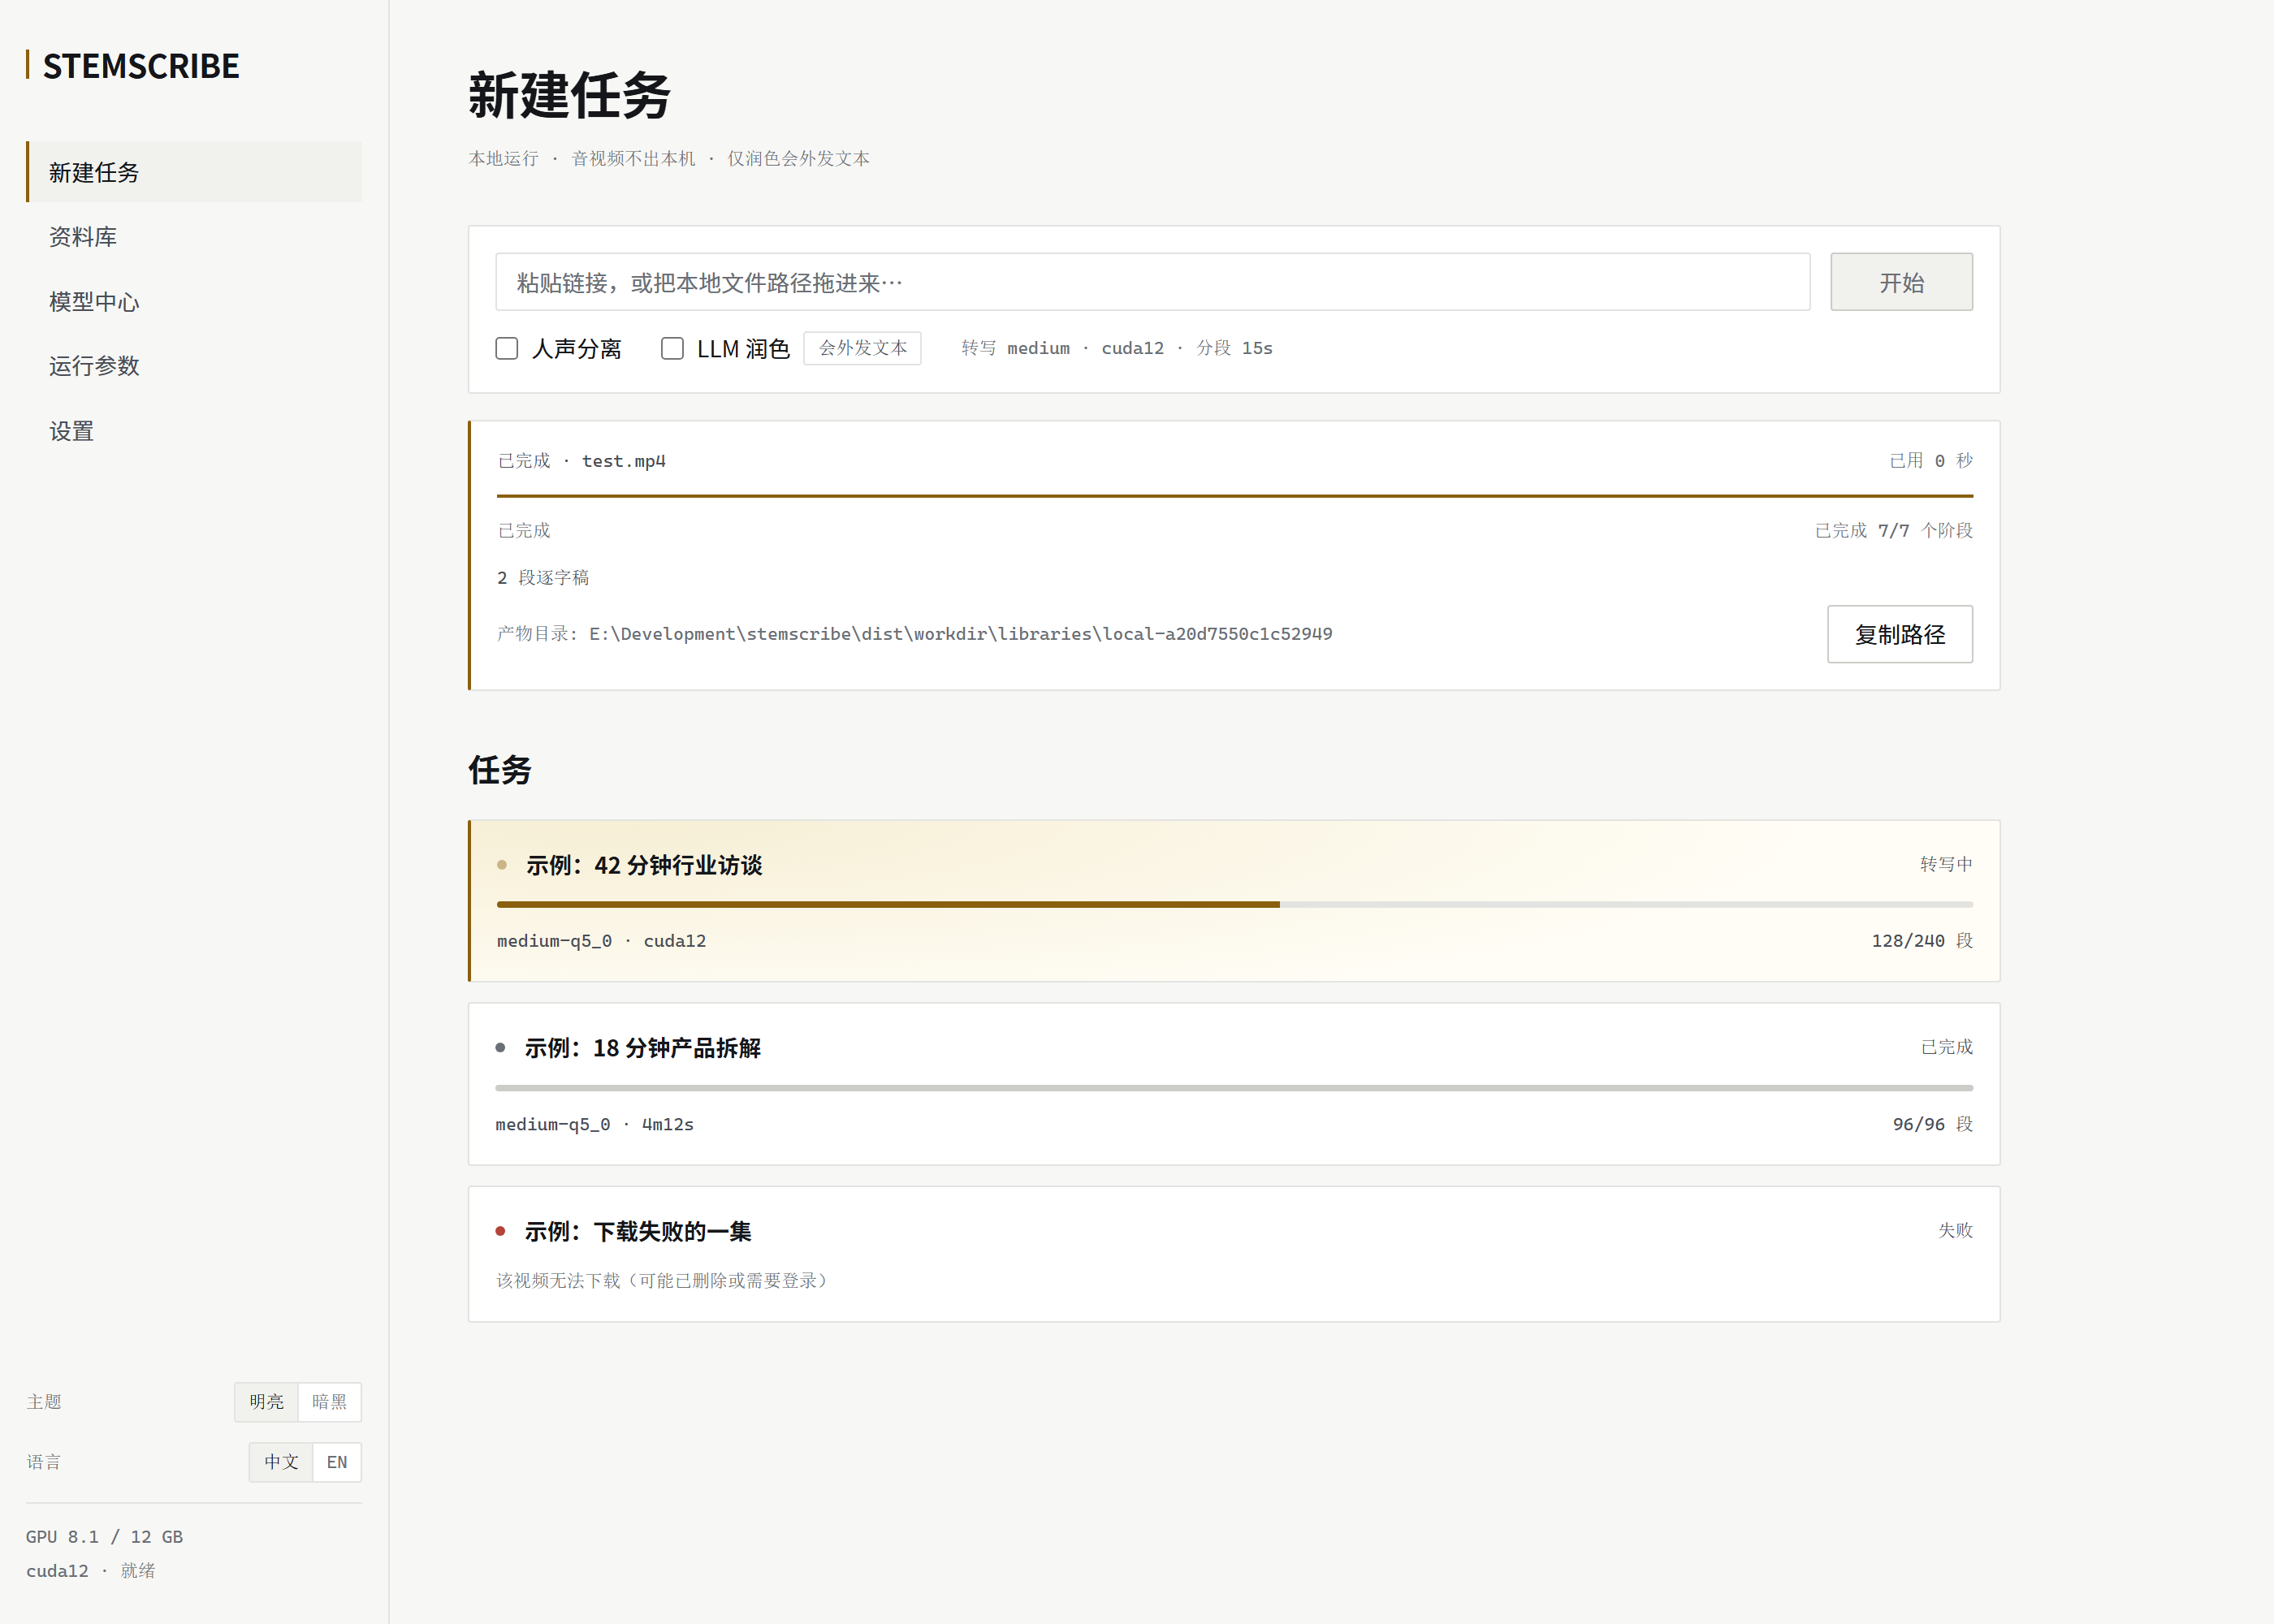 STEMSCRIBE
新建任务
资料库
模型中心
运行参数
设置
主题 明亮 暗黑
语言 中文 EN
GPU 8.1 / 12 GB
cuda12 · 就绪
新建任务
本地运行 · 音视频不出本机 · 仅润色会外发文本
粘贴链接，或把本地文件路径拖进来… 开始
人声分离 LLM 润色 会外发文本 转写 medium · cuda12 · 分段 15s
已完成 · test.mp4 已用 0 秒
已完成 已完成 7/7 个阶段
2 段逐字稿
产物目录: E:\Development\stemscribe\dist\workdir\libraries\local-a20d7550c1c52949 复制路径
任务
示例：42 分钟行业访谈 转写中
medium-q5_0 · cuda12 128/240 段
示例：18 分钟产品拆解 已完成
medium-q5_0 · 4m12s 96/96 段
示例：下载失败的一集 失败
该视频无法下载（可能已删除或需要登录）